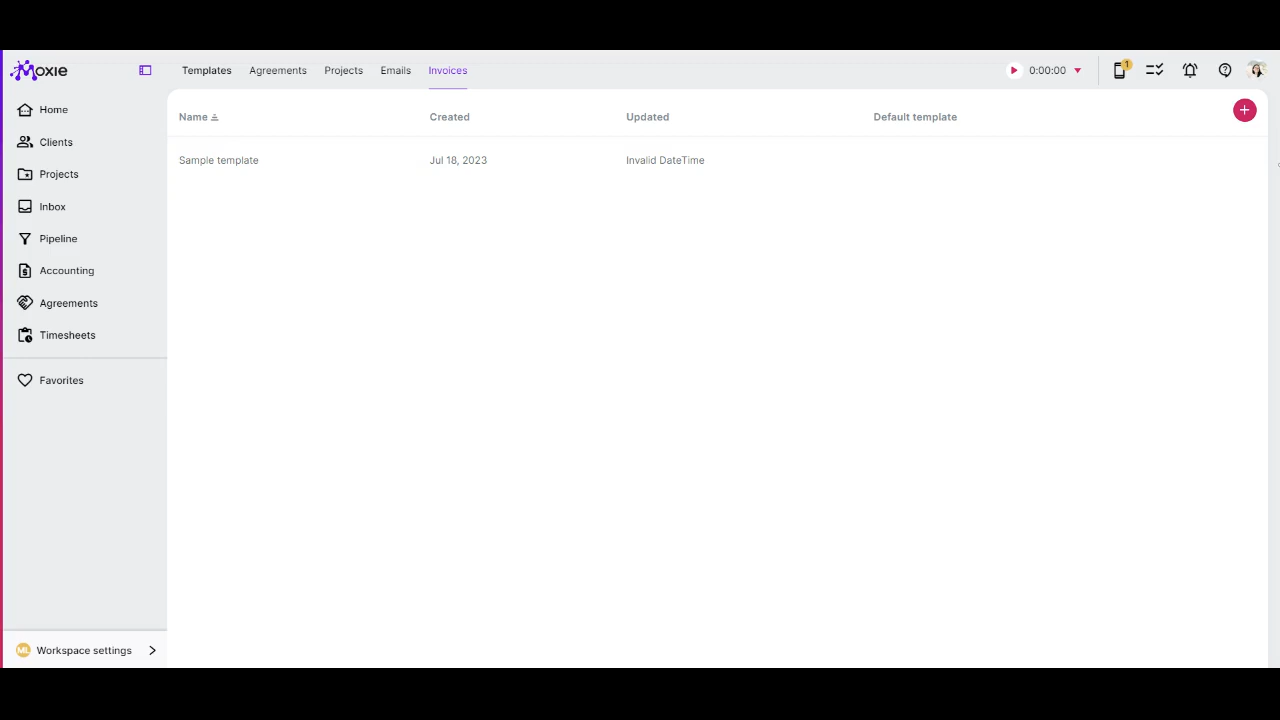 Moxie
Templates Agreements Projects Emails Invoices
0:00:00
1
Home
Clients
Projects
Inbox
Pipeline
Accounting
Agreements
Timesheets
Favorites
ML Workspace settings
Name Created Updated Default template
Sample template Jul 18, 2023 Invalid DateTime